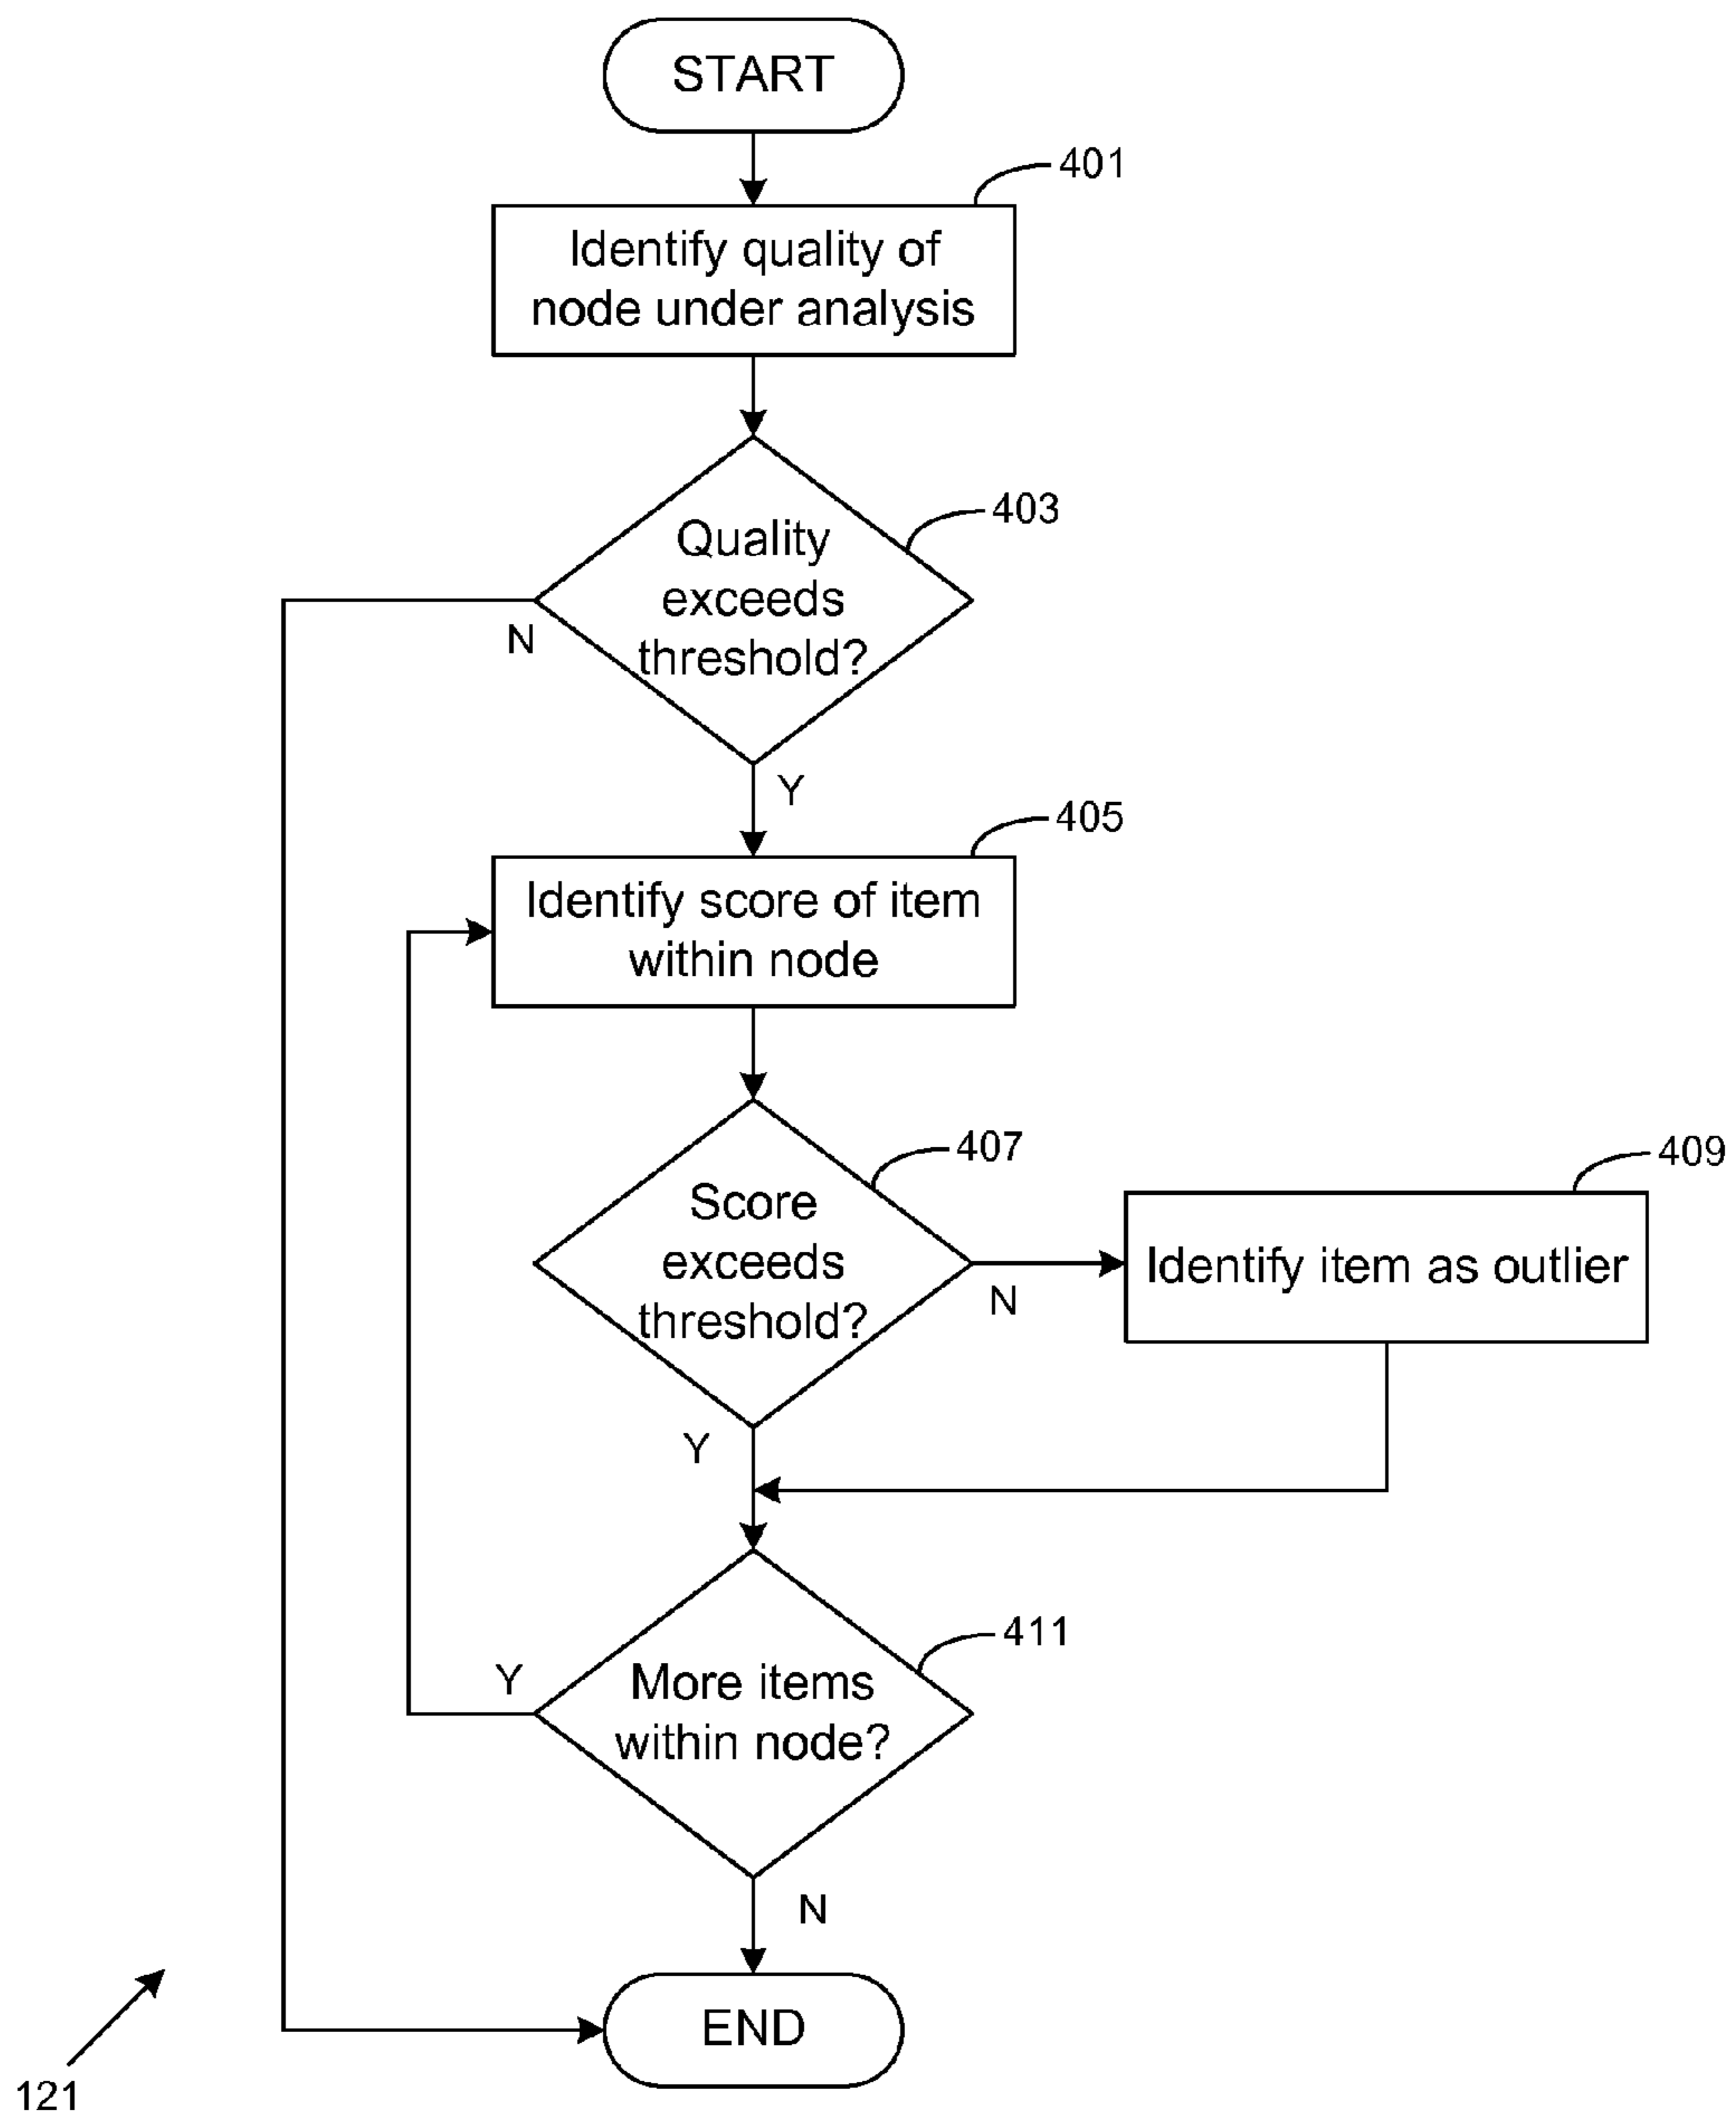 START
401
Identify quality of
node under analysis
403
Quality
exceeds
threshold?
N
Y
405
Identify score of item
within node
407
Score
exceeds
threshold?
N
409
Identify item as outlier
Y
411
More items
within node?
Y
N
END
121